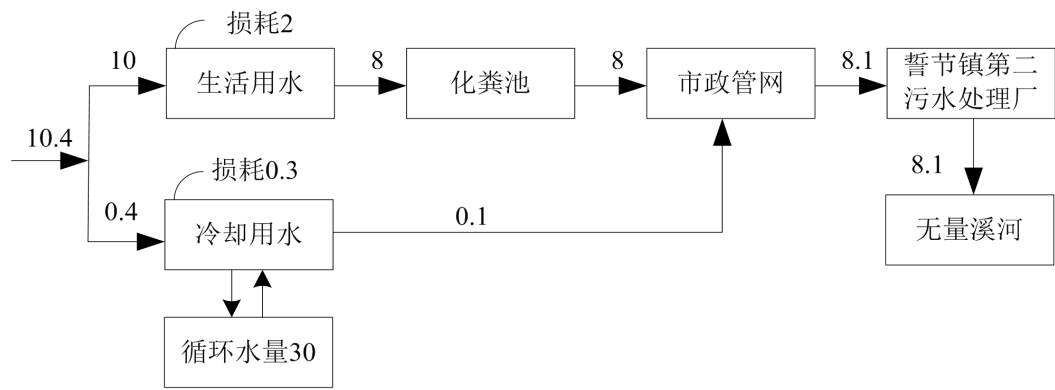 损耗2
10
生活用水
8
化粪池
8
市政管网
8.1
誓节镇第二
污水处理厂
10.4
损耗0.3
8.1
0.4
冷却用水
0.1
无量溪河
循环水量30